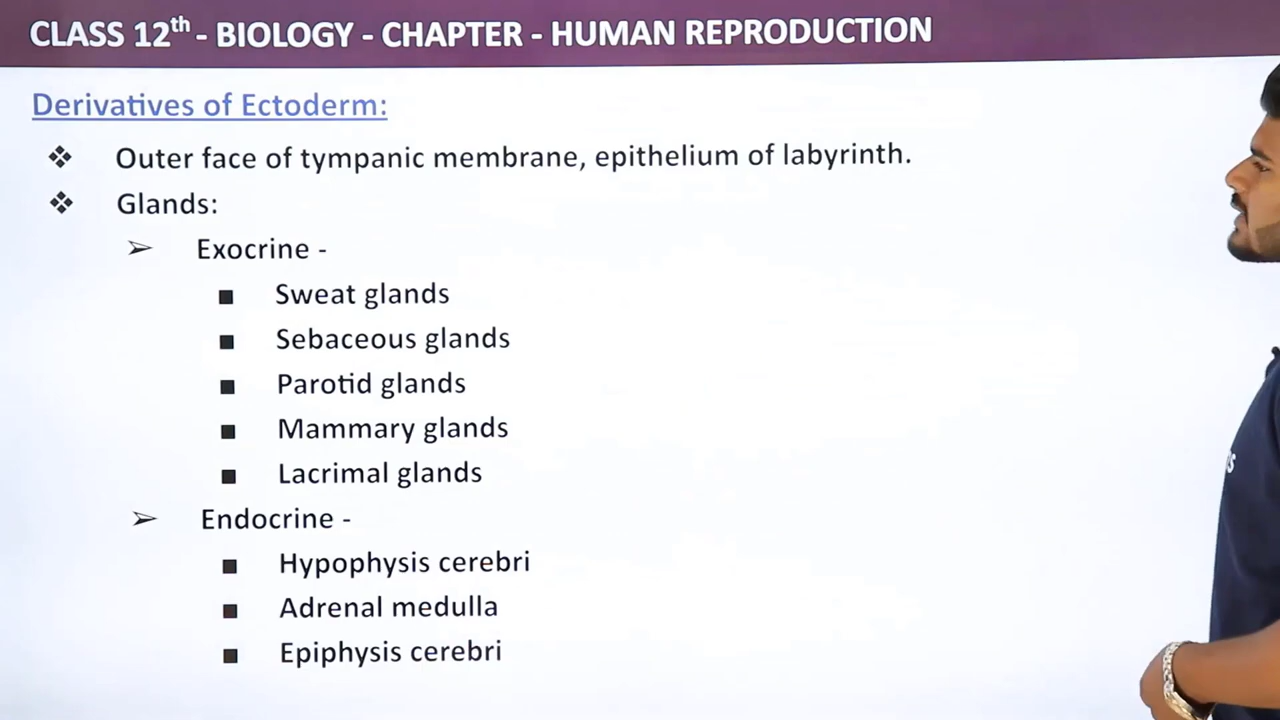 CLASS 12th - BIOLOGY - CHAPTER - HUMAN REPRODUCTION
Derivatives of Ectoderm:
❖ Outer face of tympanic membrane, epithelium of labyrinth.
❖ Glands:
➢ Exocrine -
■ Sweat glands
■ Sebaceous glands
■ Parotid glands
■ Mammary glands
■ Lacrimal glands
➢ Endocrine -
■ Hypophysis cerebri
■ Adrenal medulla
■ Epiphysis cerebri